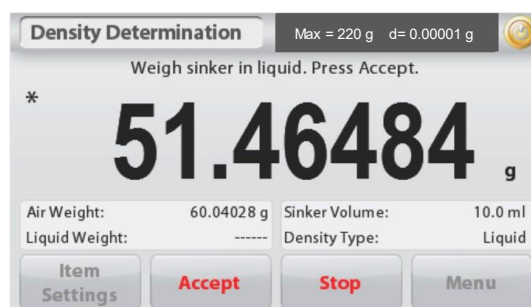 Density Determination Max = 220 g d= 0.00001 g
Weigh sinker in liquid. Press Accept.
*
51.46484 g
Air Weight: 60.04028 g Sinker Volume: 10.0 ml
Liquid Weight: ------ Density Type: Liquid
Item Settings Accept Stop Menu